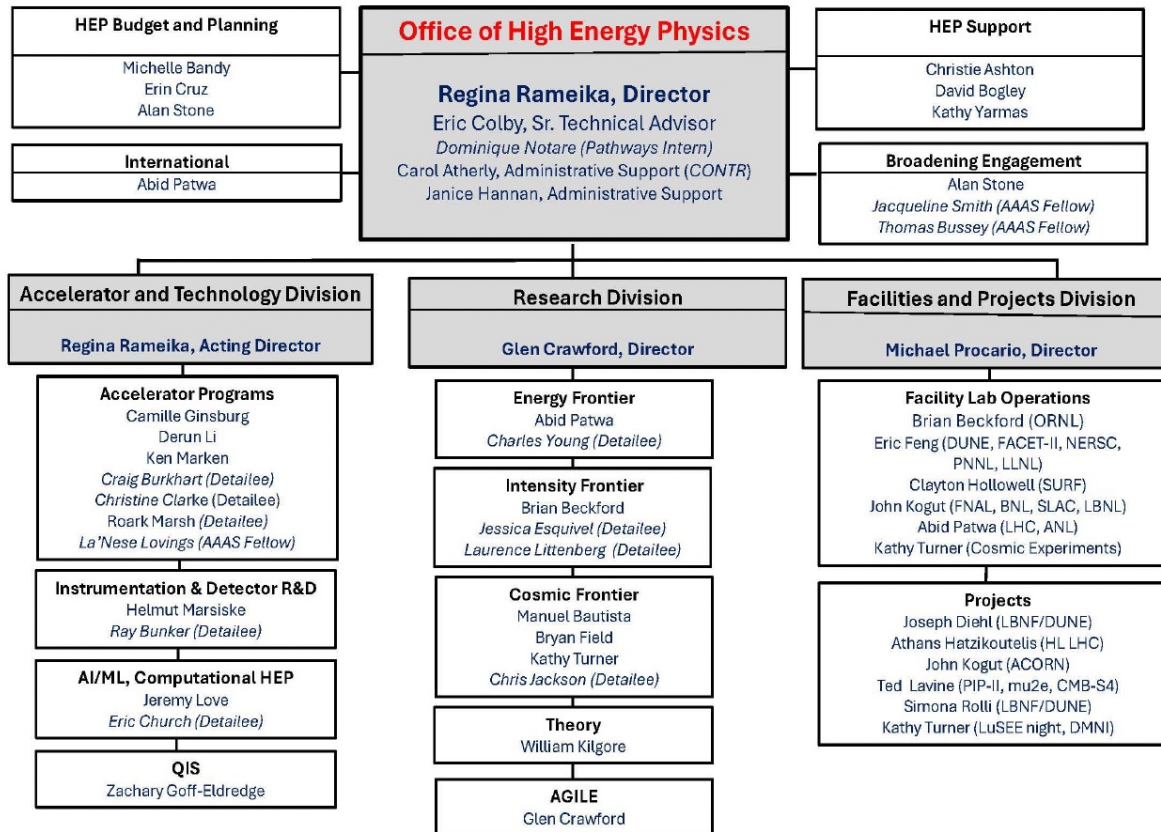 HEP Budget and Planning
Michelle Bandy
Erin Cruz
Alan Stone
International
Abid Patwa
Office of High Energy Physics
Regina Rameika, Director
Eric Colby, Sr. Technical Advisor
Dominique Notare (Pathways Intern)
Carol Atherly, Administrative Support (CONTR)
Janice Hannan, Administrative Support
HEP Support
Christie Ashton
David Bogley
Kathy Yarmas
Broadening Engagement
Alan Stone
Jacqueline Smith (AAAS Fellow)
Thomas Bussey (AAAS Fellow)
Accelerator and Technology Division
Regina Rameika, Acting Director
Accelerator Programs
Camille Ginsburg
Derun Li
Ken Marken
Craig Burkhart (Detailee)
Christine Clarke (Detailee)
Roark Marsh (Detailee)
La'Nese Lovings (AAAS Fellow)
Instrumentation & Detector R&D
Helmut Marsiske
Ray Bunker (Detailee)
AI/ML, Computational HEP
Jeremy Love
Eric Church (Detailee)
QIS
Zachary Goff-Eldredge
Research Division
Glen Crawford, Director
Energy Frontier
Abid Patwa
Charles Young (Detailee)
Intensity Frontier
Brian Beckford
Jessica Esquivel (Detailee)
Laurence Littenberg (Detailee)
Cosmic Frontier
Manuel Bautista
Bryan Field
Kathy Turner
Chris Jackson (Detailee)
Theory
William Kilgore
AGILE
Glen Crawford
Facilities and Projects Division
Michael Procario, Director
Facility Lab Operations
Brian Beckford (ORNL)
Eric Feng (DUNE, FACET-II, NERSC,
PNNL, LLNL)
Clayton Hollowell (SURF)
John Kogut (FNAL, BNL, SLAC, LBNL)
Abid Patwa (LHC, ANL)
Kathy Turner (Cosmic Experiments)
Projects
Joseph Diehl (LBNF/DUNE)
Athans Hatzikoutelis (HL LHC)
John Kogut (ACORN)
Ted Lavine (PIP-II, mu2e, CMB-S4)
Simona Rolli (LBNF/DUNE)
Kathy Turner (LuSEE night, DMNI)